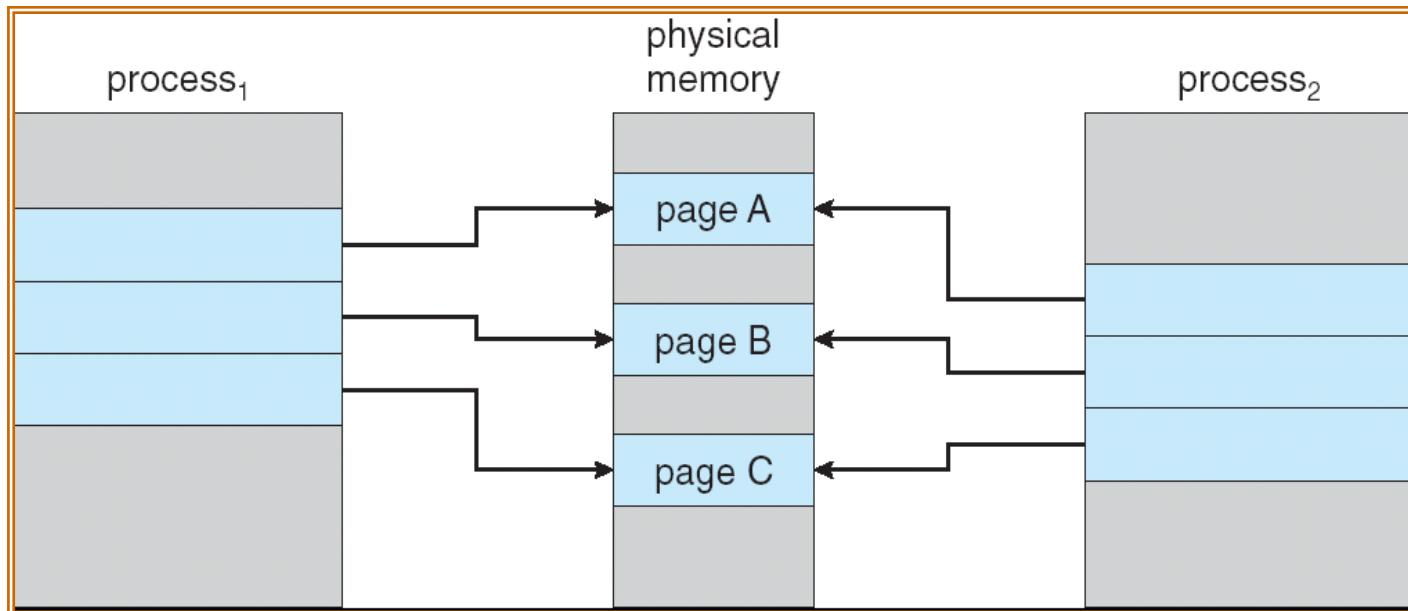 physical
memory
process₁
process₂
page A
page B
page C